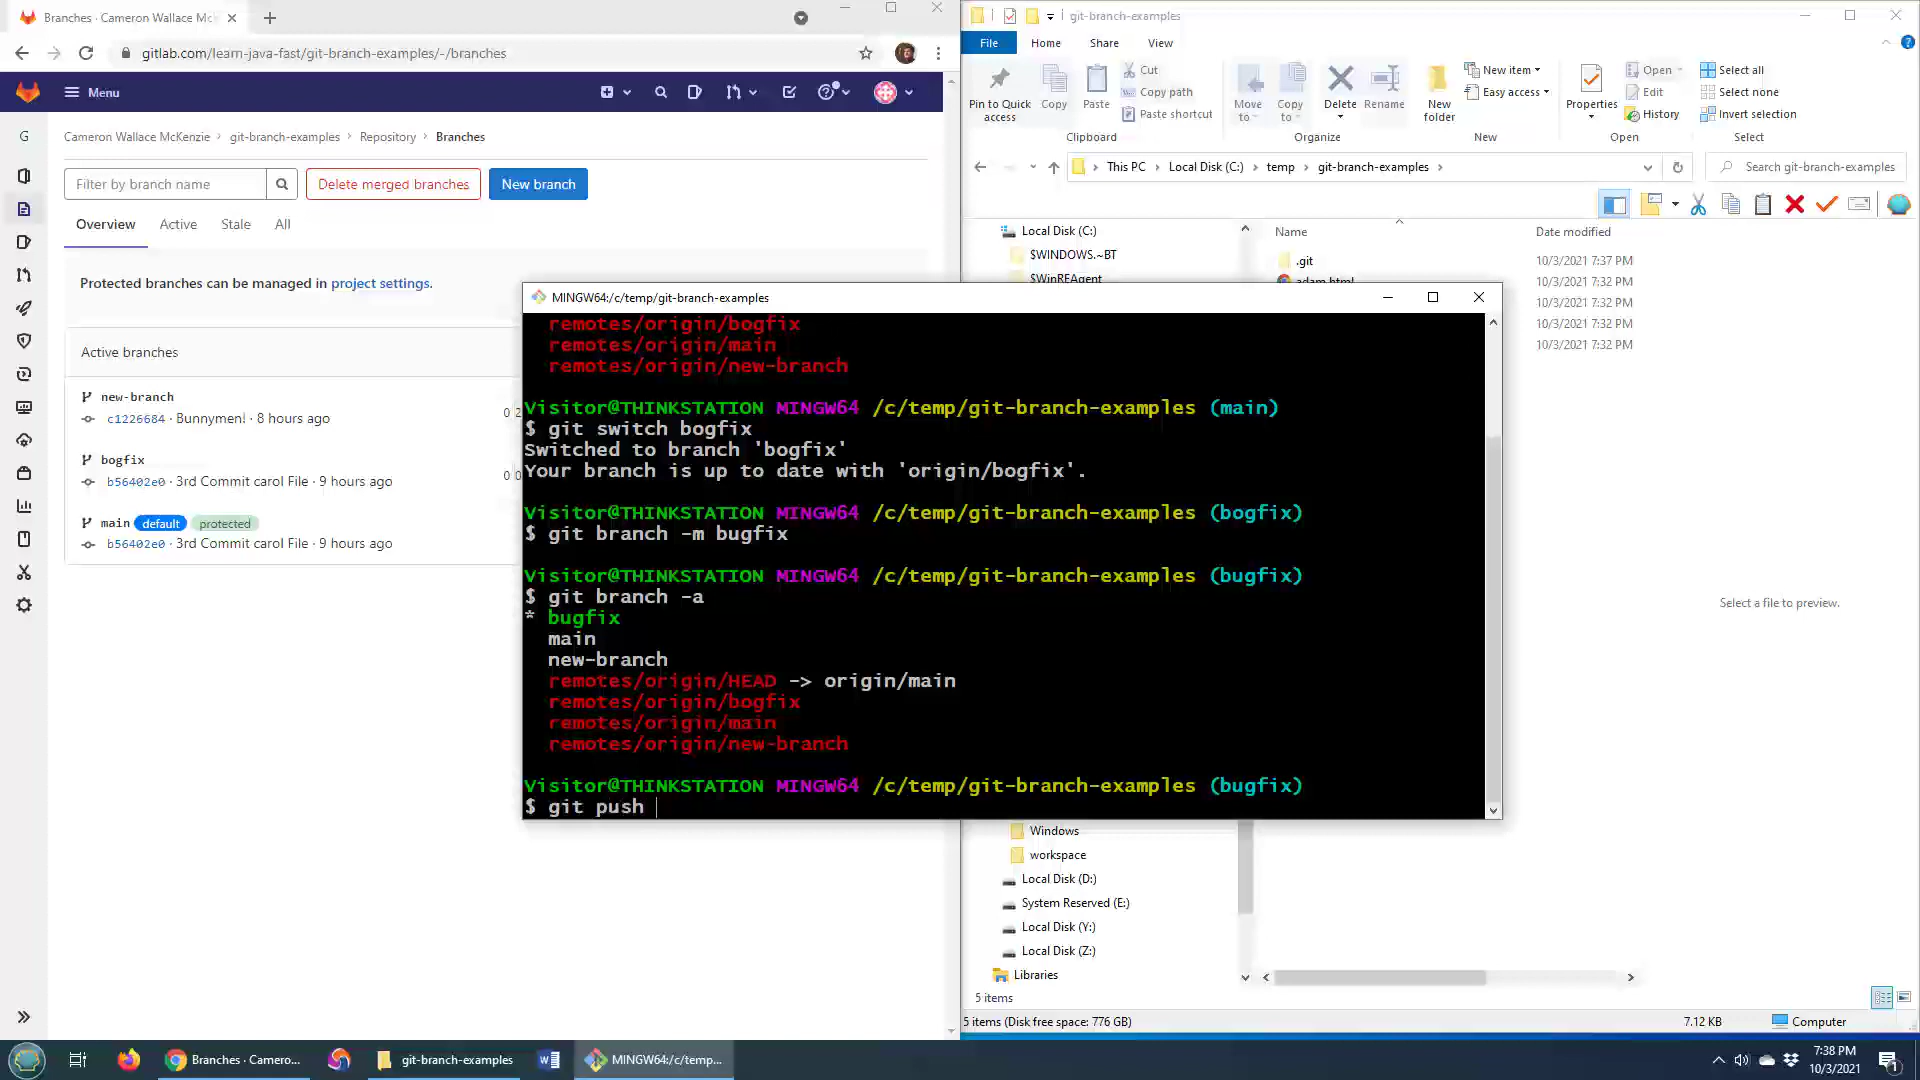 Branches · Cameron Wallace McK
gitlab.com/learn-java-fast/git-branch-examples/-/branches
Menu
G
Cameron Wallace McKenzie › git-branch-examples › Repository › Branches
Filter by branch name
Delete merged branches
New branch
Overview
Active
Stale
All
Protected branches can be managed in project settings.
Active branches
new-branch
c1226684 · Bunnymen! · 8 hours ago
0 2
bogfix
b56402e0 · 3rd Commit carol File · 9 hours ago
0 0
main default protected
b56402e0 · 3rd Commit carol File · 9 hours ago
git-branch-examples
File
Home
Share
View
Pin to Quick access
Copy
Paste
Cut
Copy path
Paste shortcut
Clipboard
Move to
Copy to
Delete
Rename
Organize
New folder
New item
Easy access
New
Properties
Open
Edit
History
Open
Select all
Select none
Invert selection
Select
This PC › Local Disk (C:) › temp › git-branch-examples ›
Search git-branch-examples
Local Disk (C:)
$WINDOWS.~BT
$WinREAgent
Name
Date modified
.git
10/3/2021 7:37 PM
adam.html
10/3/2021 7:32 PM
10/3/2021 7:32 PM
10/3/2021 7:32 PM
10/3/2021 7:32 PM
Select a file to preview.
MINGW64:/c/temp/git-branch-examples
remotes/origin/bogfix
remotes/origin/main
remotes/origin/new-branch
Visitor@THINKSTATION MINGW64 /c/temp/git-branch-examples (main)
$ git switch bogfix
Switched to branch 'bogfix'
Your branch is up to date with 'origin/bogfix'.
Visitor@THINKSTATION MINGW64 /c/temp/git-branch-examples (bogfix)
$ git branch -m bugfix
Visitor@THINKSTATION MINGW64 /c/temp/git-branch-examples (bugfix)
$ git branch -a
* bugfix
main
new-branch
remotes/origin/HEAD -> origin/main
remotes/origin/bogfix
remotes/origin/main
remotes/origin/new-branch
Visitor@THINKSTATION MINGW64 /c/temp/git-branch-examples (bugfix)
$ git push
Windows
workspace
Local Disk (D:)
System Reserved (E:)
Local Disk (Y:)
Local Disk (Z:)
Libraries
5 items
5 items (Disk free space: 776 GB)
7.12 KB
Computer
Branches · Camero...
git-branch-examples
MINGW64:/c/temp...
7:38 PM
10/3/2021
1